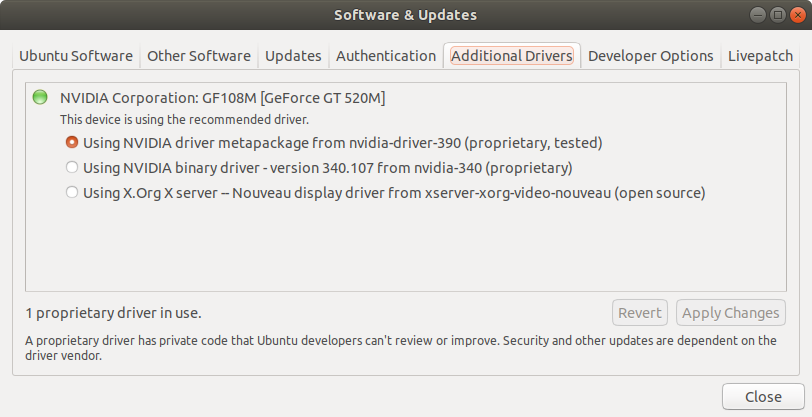 Software & Updates
Ubuntu Software
Other Software
Updates
Authentication
Additional Drivers
Developer Options
Livepatch
NVIDIA Corporation: GF108M [GeForce GT 520M]
This device is using the recommended driver.
Using NVIDIA driver metapackage from nvidia-driver-390 (proprietary, tested)
Using NVIDIA binary driver - version 340.107 from nvidia-340 (proprietary)
Using X.Org X server -- Nouveau display driver from xserver-xorg-video-nouveau (open source)
1 proprietary driver in use.
Revert
Apply Changes
A proprietary driver has private code that Ubuntu developers can't review or improve. Security and other updates are dependent on the
driver vendor.
Close